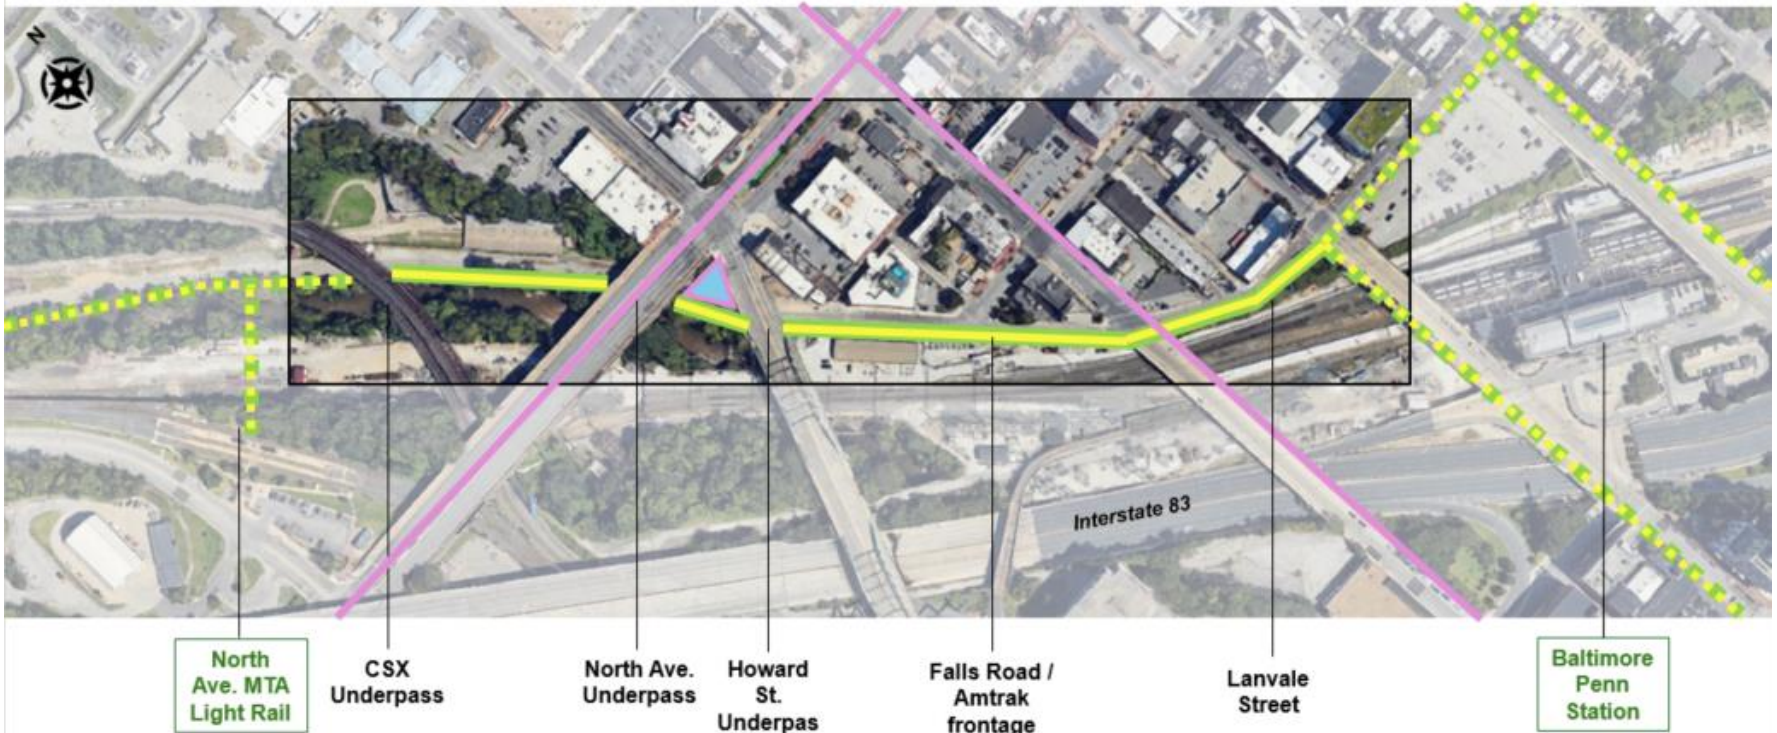 N
Interstate 83
North
Ave. MTA
Light Rail
CSX
Underpass
North Ave.
Underpass
Howard
St.
Underpas
Falls Road /
Amtrak
frontage
Lanvale
Street
Baltimore
Penn
Station